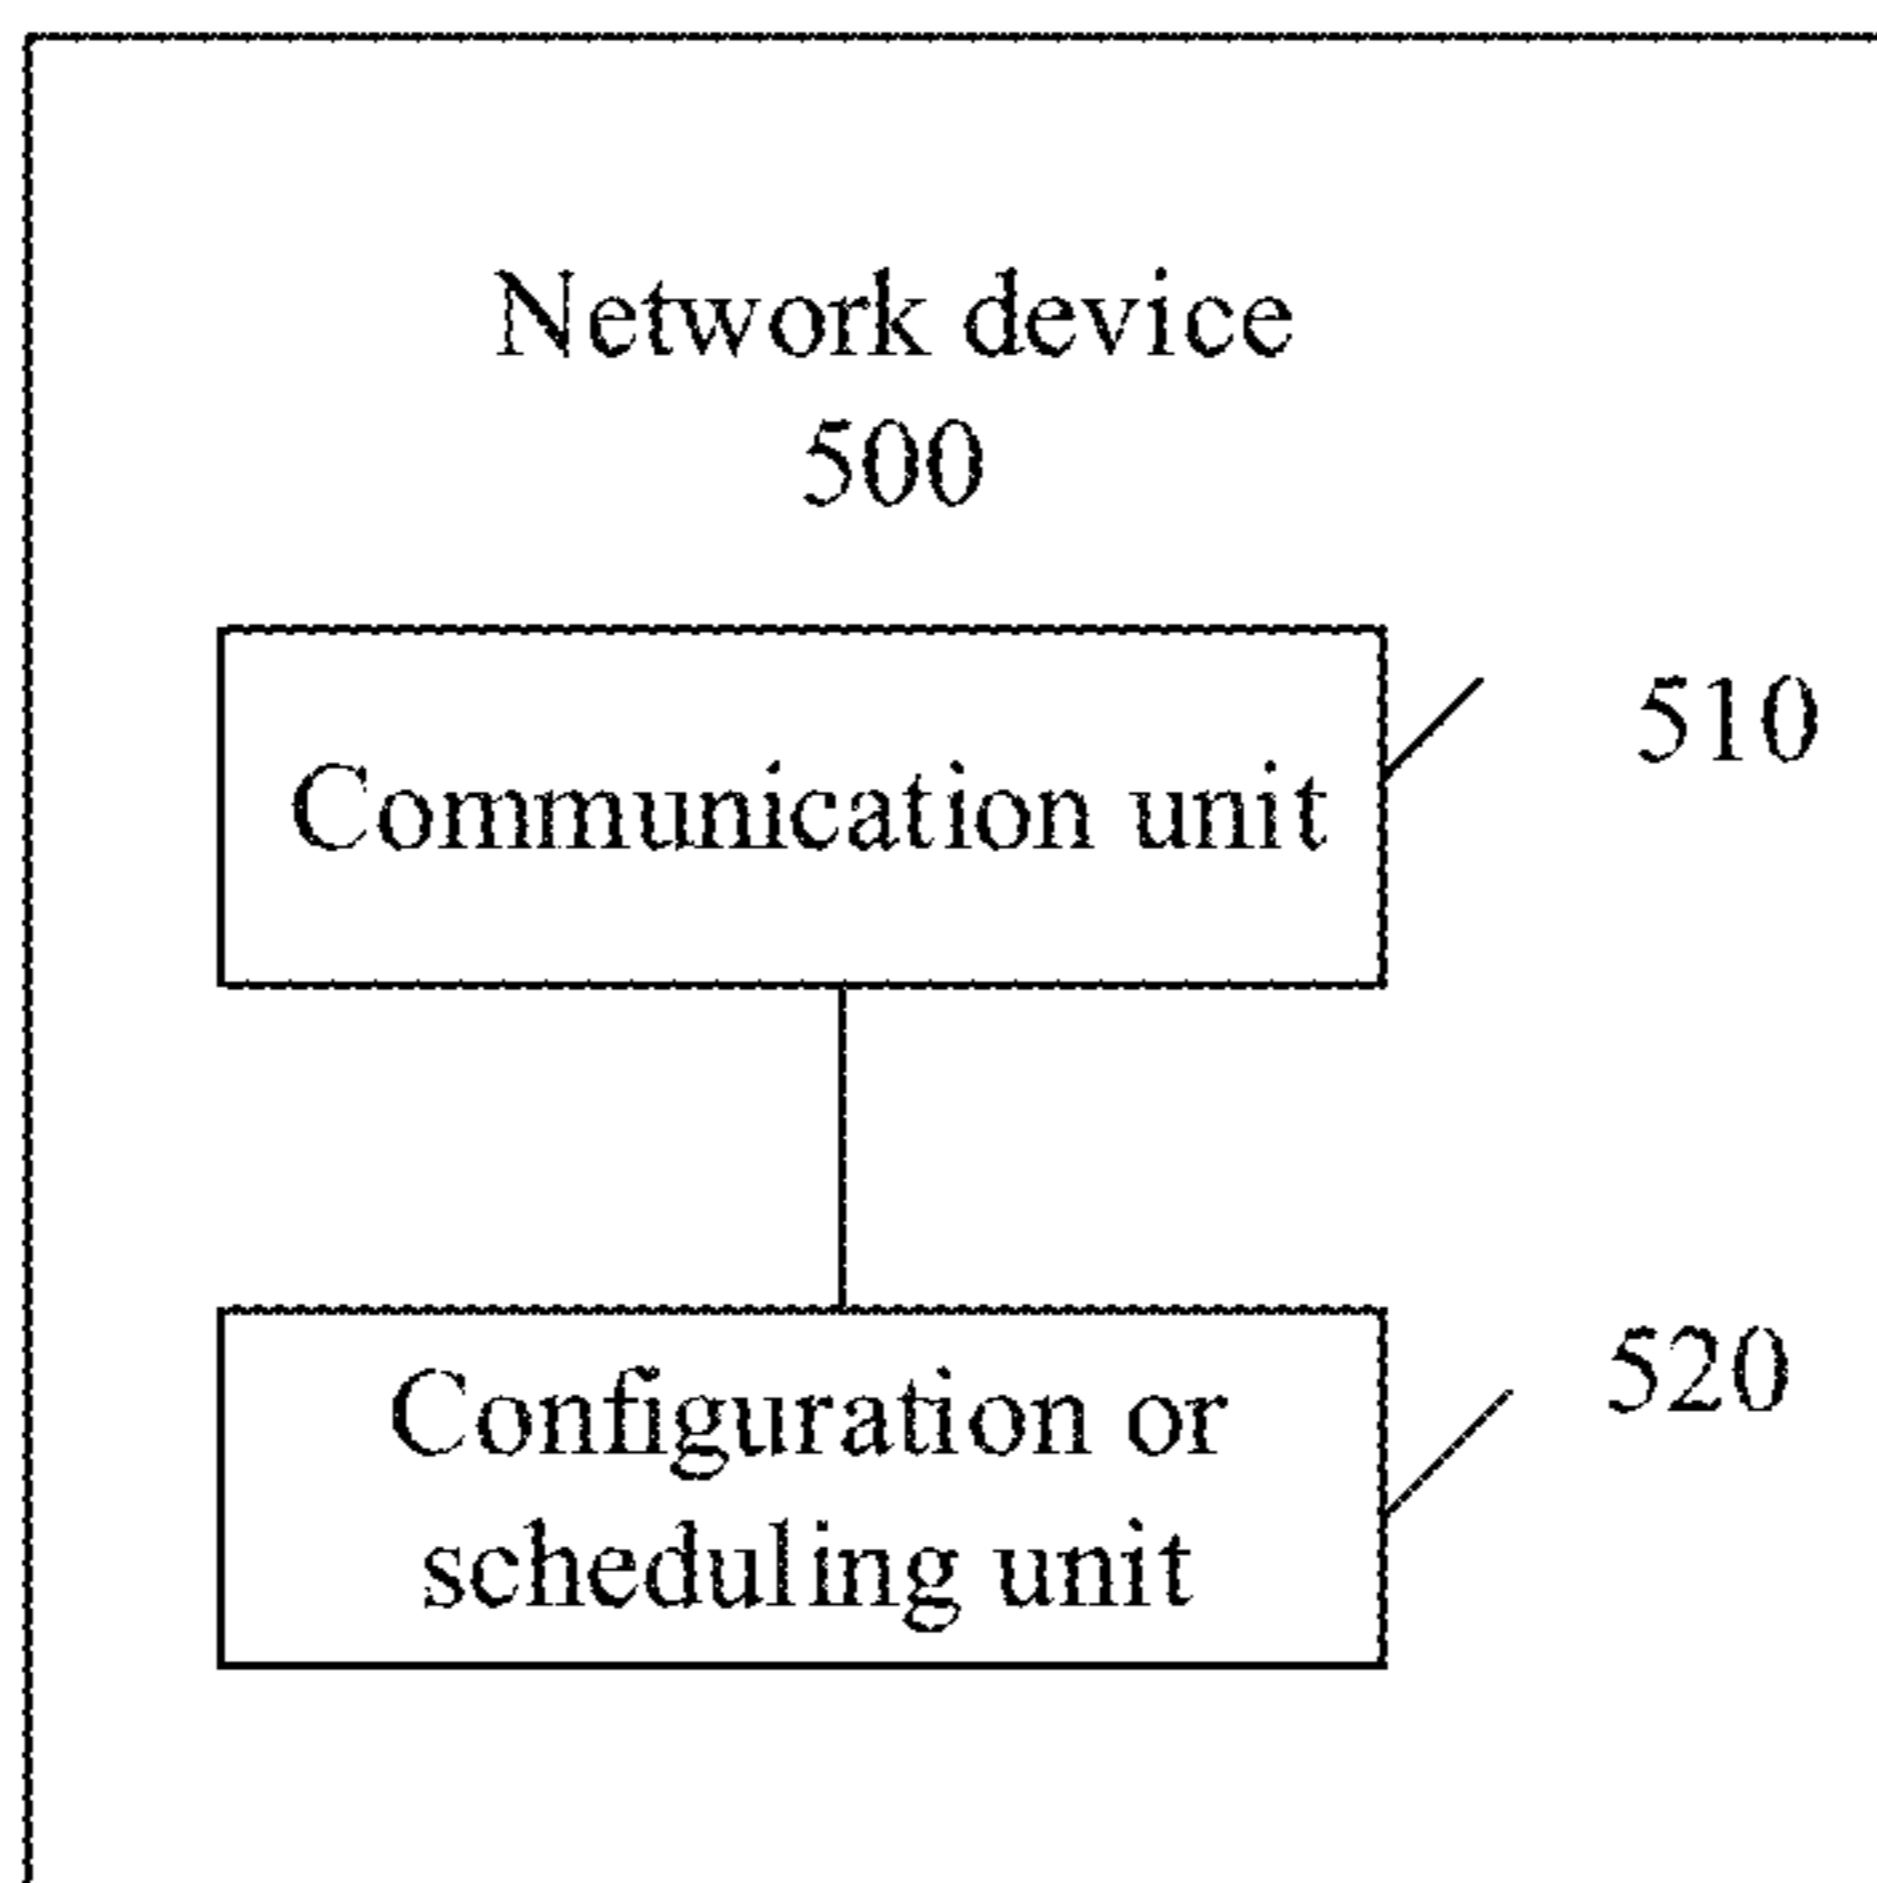 Network device
500
Communication unit
510
Configuration or
scheduling unit
520